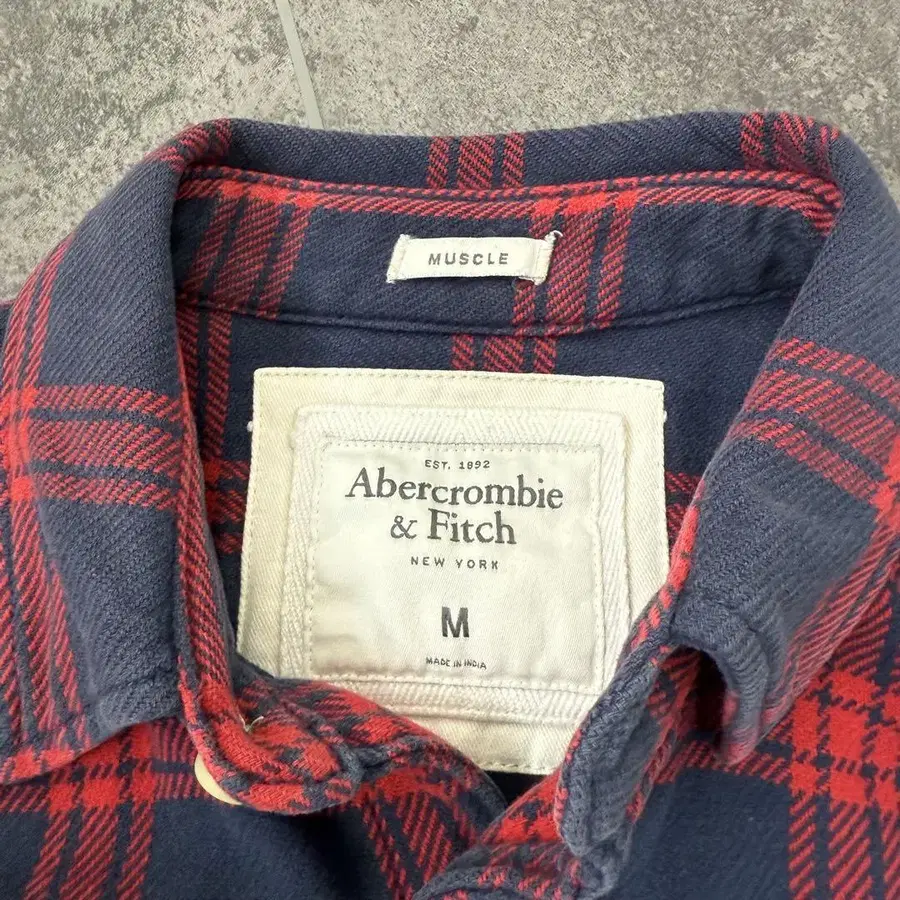 MUSCLE
EST. 1892
Abercrombie
& Fitch
NEW YORK
M
MADE IN INDIA